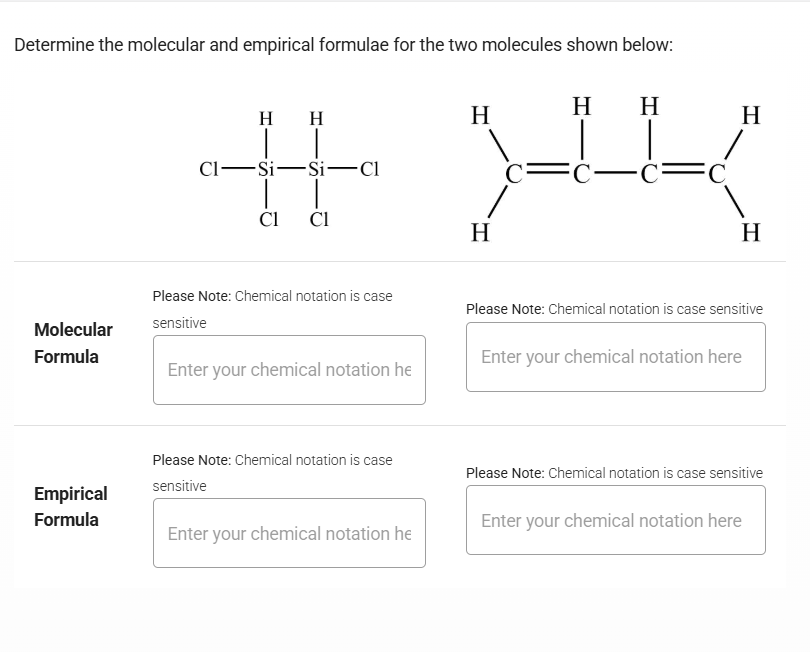 Determine the molecular and empirical formulae for the two molecules shown below:
H H
Cl Si Si Cl
Cl Cl
H H H H
C C C C
H H
Please Note: Chemical notation is case
sensitive
Please Note: Chemical notation is case sensitive
Molecular
Formula
Enter your chemical notation he
Enter your chemical notation here
Please Note: Chemical notation is case
sensitive
Please Note: Chemical notation is case sensitive
Empirical
Formula
Enter your chemical notation he
Enter your chemical notation here